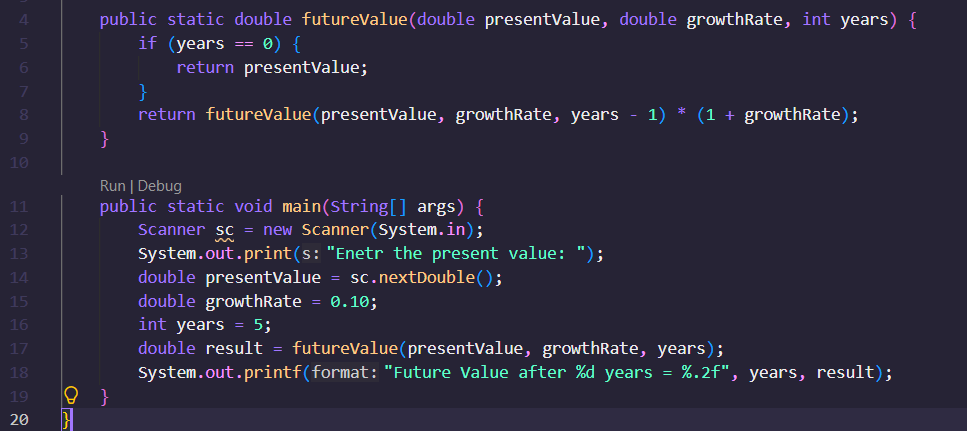 4 public static double futureValue(double presentValue, double growthRate, int years) {
5 if (years == 0) {
6 return presentValue;
7 }
8 return futureValue(presentValue, growthRate, years - 1) * (1 + growthRate);
9 }
10
Run | Debug
11 public static void main(String[] args) {
12 Scanner sc = new Scanner(System.in);
13 System.out.print(s: "Enetr the present value: ");
14 double presentValue = sc.nextDouble();
15 double growthRate = 0.10;
16 int years = 5;
17 double result = futureValue(presentValue, growthRate, years);
18 System.out.printf(format: "Future Value after %d years = %.2f", years, result);
19 }
20 }